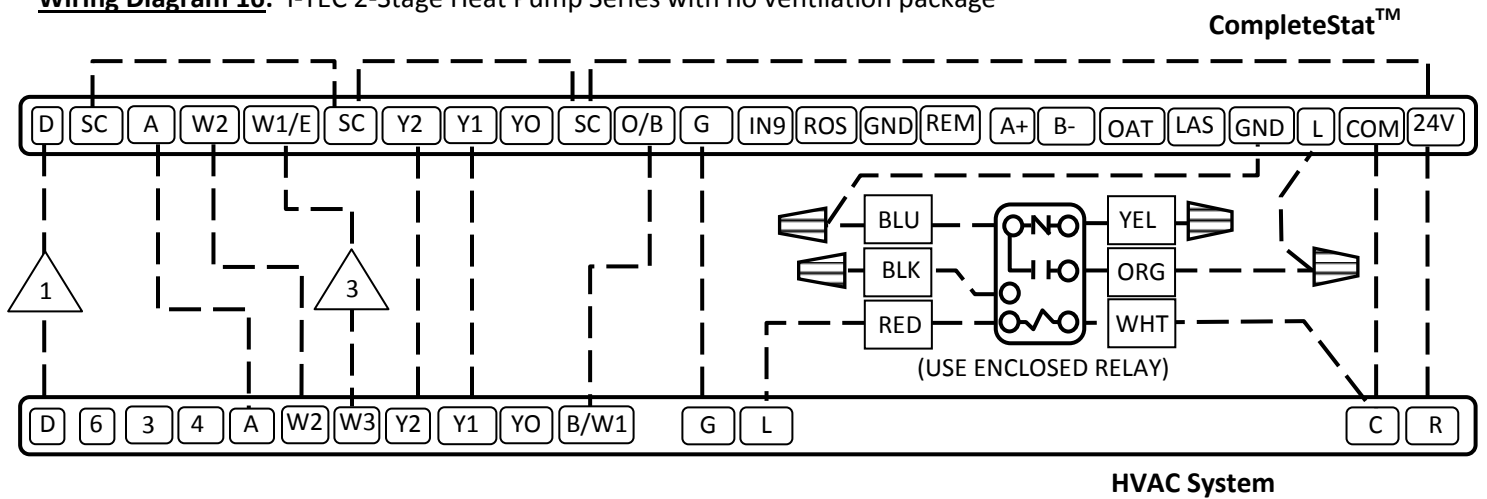 Wiring Diagram 16: I-TEC 2-Stage Heat Pump Series with no ventilation package
CompleteStat™
D SC A W2 W1/E SC Y2 Y1 YO SC O/B G IN9 ROS GND REM A+ B- OAT LAS GND L COM 24V
BLU YEL
1 3 BLK ORG
RED WHT
(USE ENCLOSED RELAY)
D 6 3 4 A W2 W3 Y2 Y1 YO B/W1 G L C R
HVAC System